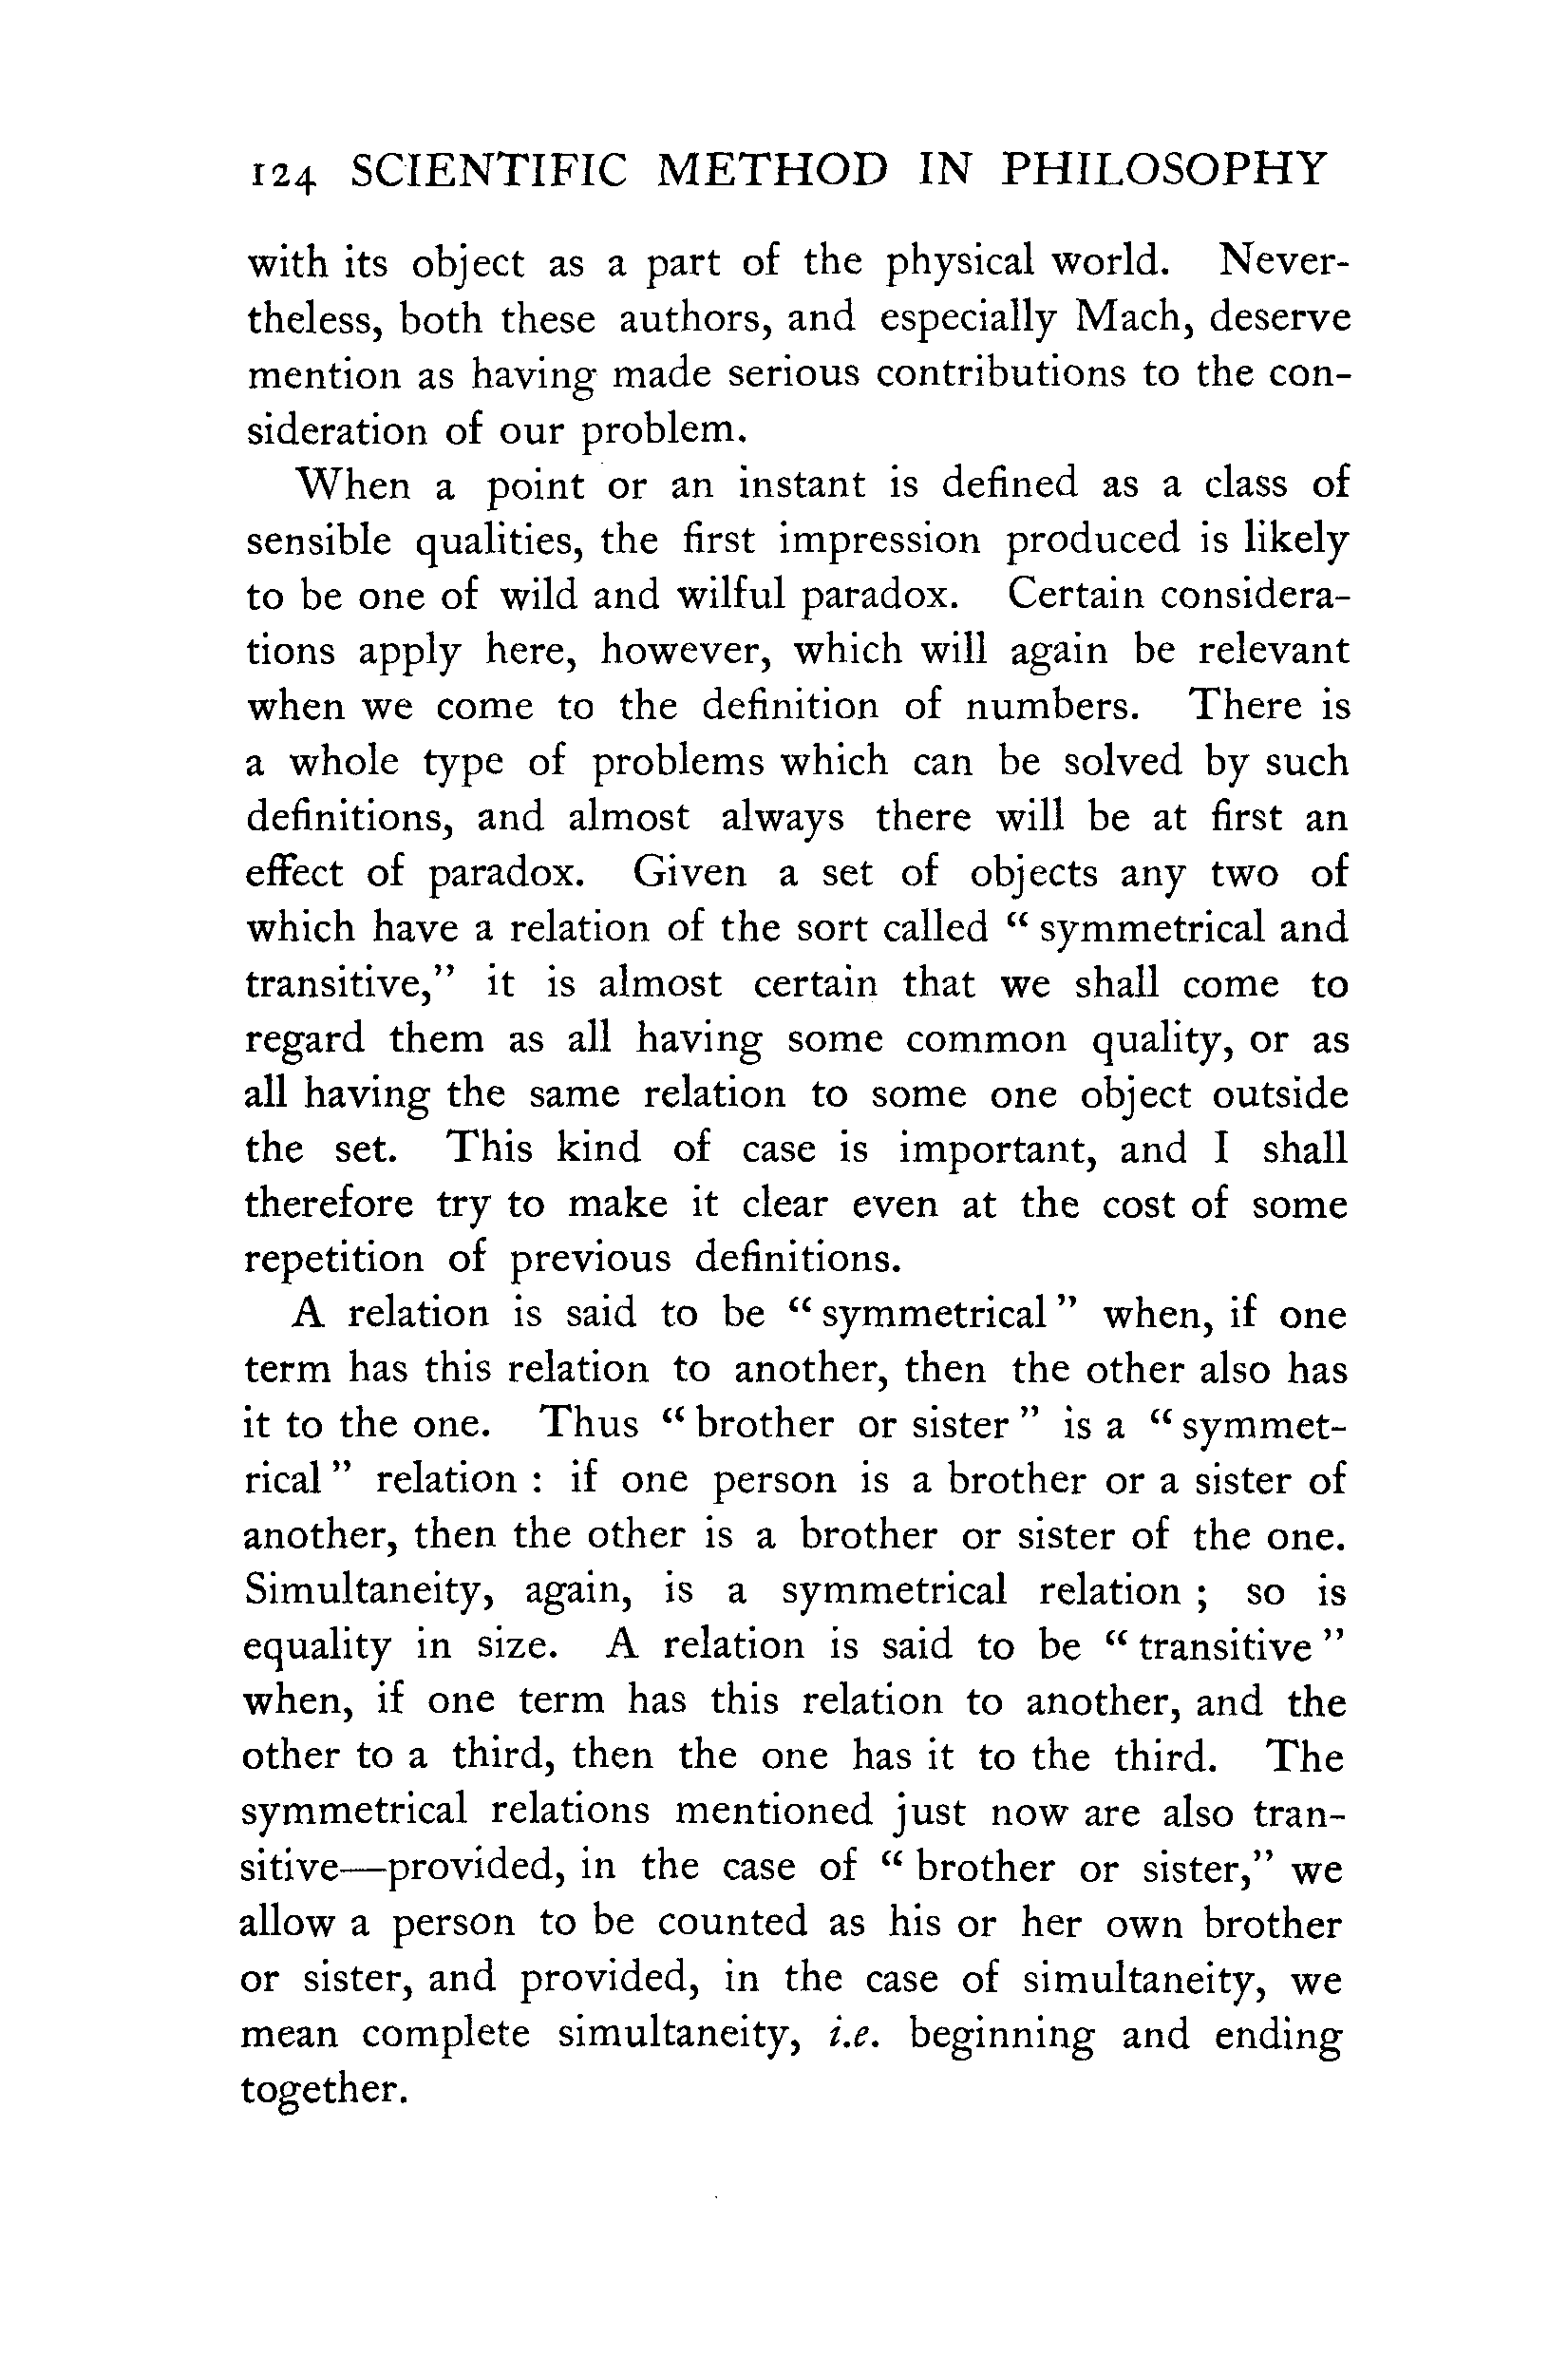 124 SCIENTIFIC METHOD IN PHILOSOPHY
with its object as a part of the physical world. Never-
theless, both these authors, and especially Mach, deserve
mention as having made serious contributions to the con-
sideration of our problem.
When a point or an instant is defined as a class of
sensible qualities, the first impression produced is likely
to be one of wild and wilful paradox. Certain considera-
tions apply here, however, which will again be relevant
when we come to the definition of numbers. There is
a whole type of problems which can be solved by such
definitions, and almost always there will be at first an
effect of paradox. Given a set of objects any two of
which have a relation of the sort called “ symmetrical and
transitive,” it is almost certain that we shall come to
regard them as all having some common quality, or as
all having the same relation to some one object outside
the set. This kind of case is important, and I shall
therefore try to make it clear even at the cost of some
repetition of previous definitions.
A relation is said to be “ symmetrical ” when, if one
term has this relation to another, then the other also has
it to the one. Thus “ brother or sister ” is a “ symmet-
rical ” relation : if one person is a brother or a sister of
another, then the other is a brother or sister of the one.
Simultaneity, again, is a symmetrical relation ; so is
equality in size. A relation is said to be “ transitive ”
when, if one term has this relation to another, and the
other to a third, then the one has it to the third. The
symmetrical relations mentioned just now are also tran-
sitive—provided, in the case of “ brother or sister,” we
allow a person to be counted as his or her own brother
or sister, and provided, in the case of simultaneity, we
mean complete simultaneity, i.e. beginning and ending
together.